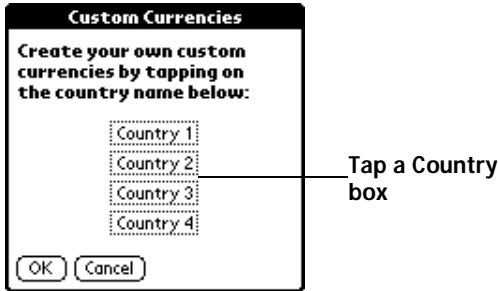 Custom Currencies
Create your own custom
currencies by tapping on
the country name below:
Country 1
Country 2
Country 3
Country 4
Tap a Country
box
OK Cancel